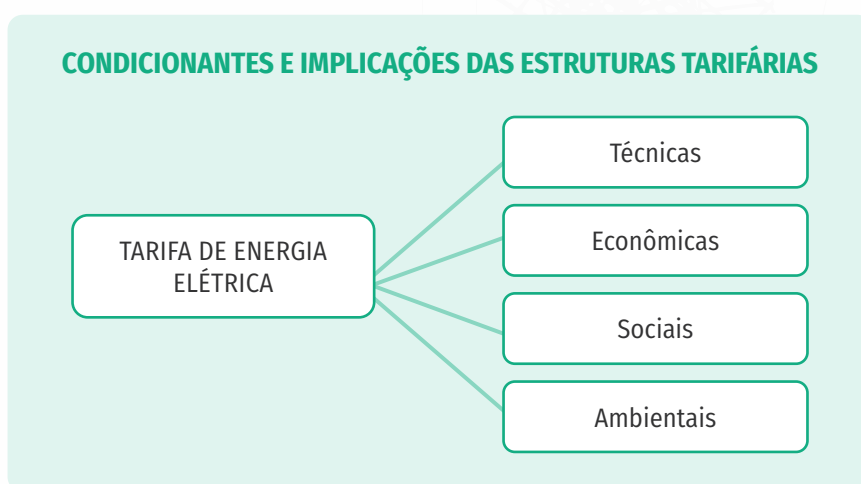 CONDICIONANTES E IMPLICAÇÕES DAS ESTRUTURAS TARIFÁRIAS
TARIFA DE ENERGIA
ELÉTRICA
Técnicas
Econômicas
Sociais
Ambientais